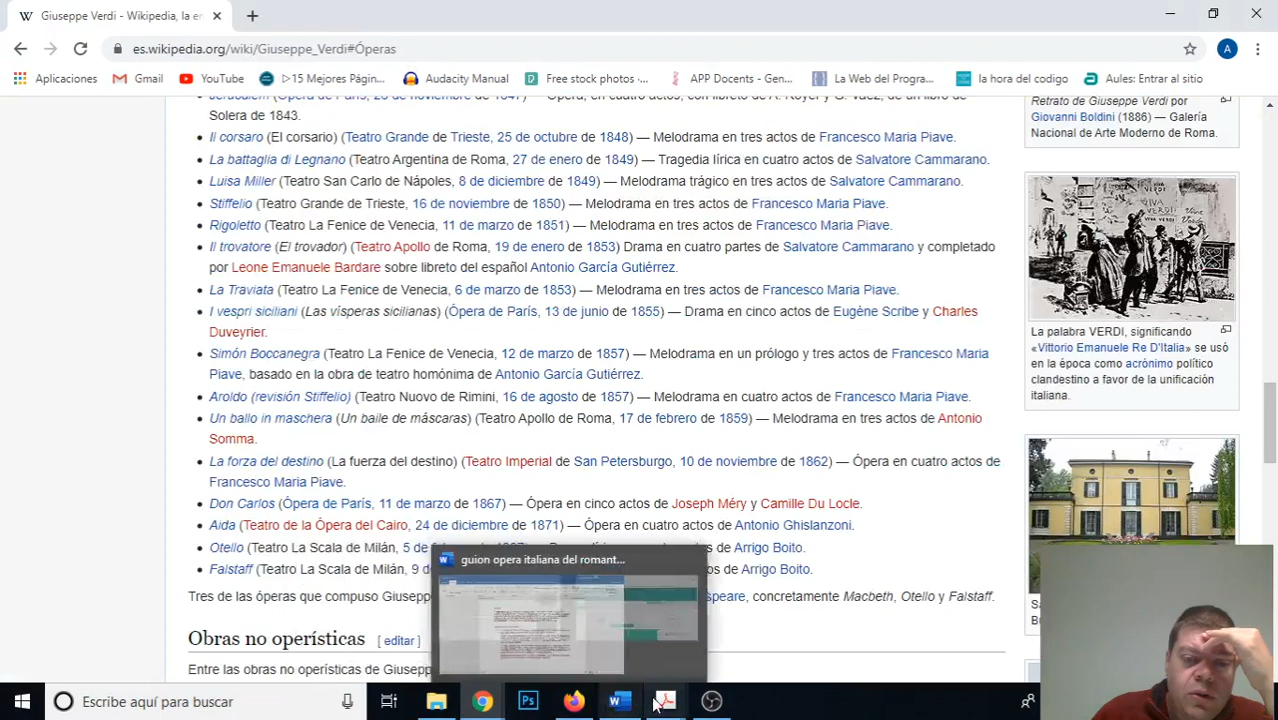 Giuseppe Verdi - Wikipedia, la en
es.wikipedia.org/wiki/Giuseppe_Verdi#Óperas
A
Aplicaciones
Gmail
YouTube
▷15 Mejores Págin...
Audacity Manual
Free stock photos ·...
APP Docents - Gen...
La Web del Progra...
la hora del codigo
Aules: Entrar al sitio
Solera de 1843.
Il corsaro (El corsario) (Teatro Grande de Trieste, 25 de octubre de 1848) — Melodrama en tres actos de Francesco Maria Piave.
La battaglia di Legnano (Teatro Argentina de Roma, 27 de enero de 1849) — Tragedia lírica en cuatro actos de Salvatore Cammarano.
Luisa Miller (Teatro San Carlo de Nápoles, 8 de diciembre de 1849) — Melodrama trágico en tres actos de Salvatore Cammarano.
Stiffelio (Teatro Grande de Trieste, 16 de noviembre de 1850) — Melodrama en tres actos de Francesco Maria Piave.
Rigoletto (Teatro La Fenice de Venecia, 11 de marzo de 1851) — Melodrama en tres actos de Francesco Maria Piave.
Il trovatore (El trovador) (Teatro Apollo de Roma, 19 de enero de 1853) Drama en cuatro partes de Salvatore Cammarano y completado
por Leone Emanuele Bardare sobre libreto del español Antonio García Gutiérrez.
La Traviata (Teatro La Fenice de Venecia, 6 de marzo de 1853) — Melodrama en tres actos de Francesco Maria Piave.
I vespri siciliani (Las vísperas sicilianas) (Ópera de París, 13 de junio de 1855) — Drama en cinco actos de Eugène Scribe y Charles
Duveyrier.
Simón Boccanegra (Teatro La Fenice de Venecia, 12 de marzo de 1857) — Melodrama en un prólogo y tres actos de Francesco Maria
Piave, basado en la obra de teatro homónima de Antonio García Gutiérrez.
Aroldo (revisión Stiffelio) (Teatro Nuovo de Rimini, 16 de agosto de 1857) — Melodrama en cuatro actos de Francesco Maria Piave.
Un ballo in maschera (Un baile de máscaras) (Teatro Apollo de Roma, 17 de febrero de 1859) — Melodrama en tres actos de Antonio
Somma.
La forza del destino (La fuerza del destino) (Teatro Imperial de San Petersburgo, 10 de noviembre de 1862) — Ópera en cuatro actos de
Francesco Maria Piave.
Don Carlos (Ópera de París, 11 de marzo de 1867) — Ópera en cinco actos de Joseph Méry y Camille Du Locle.
Aida (Teatro de la Ópera del Cairo, 24 de diciembre de 1871) — Ópera en cuatro actos de Antonio Ghislanzoni.
Otello (Teatro La Scala de Milán, 5 de
de Arrigo Boito.
Falstaff (Teatro La Scala de Milán, 9
de Arrigo Boito.
Tres de las óperas que compuso Giusepp
speare, concretamente Macbeth, Otello y Falstaff.
Obras no operísticas [ editar ]
Entre las obras no operísticas de Giusepp
Retrato de Giuseppe Verdi por
Giovanni Boldini (1886) — Galería
Nacional de Arte Moderno de Roma.
La palabra VERDI, significando
«Vittorio Emanuele Re D'Italia» se usó
en la época como acrónimo político
clandestino a favor de la unificación
italiana.
guion opera italiana del romant...
Escribe aquí para buscar